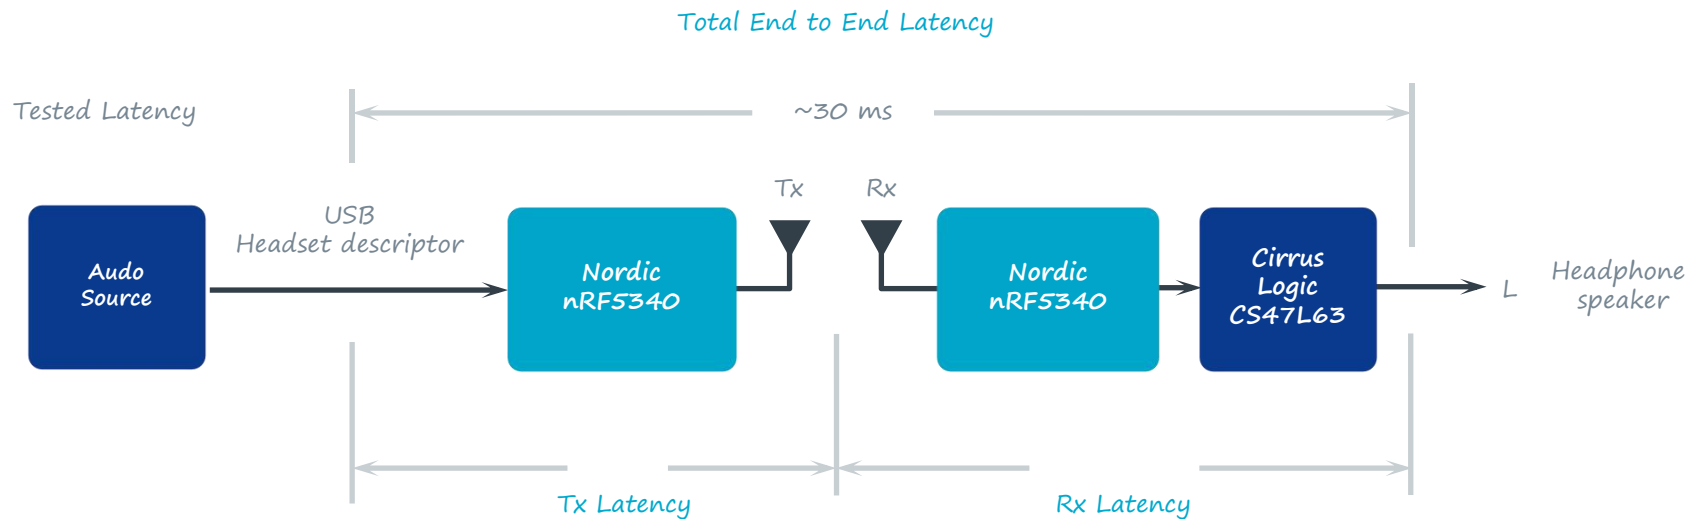 Total End to End Latency
Tested Latency
~30 ms
Tx
Rx
USB
Headset descriptor
Audo
Source
Nordic
nRF5340
Nordic
nRF5340
Cirrus
Logic
CS47L63
L
Headphone
speaker
Tx Latency
Rx Latency